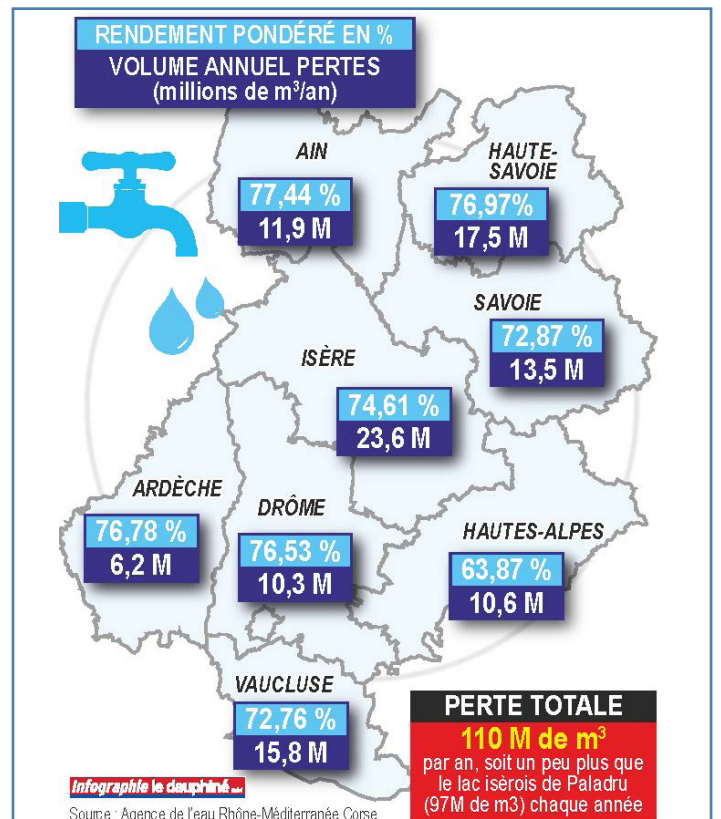 RENDEMENT PONDÉRÉ EN %
VOLUME ANNUEL PERTES
(millions de m³/an)
AIN
77,44 %
11,9 M
HAUTE-
SAVOIE
76,97%
17,5 M
SAVOIE
72,87 %
13,5 M
ISÈRE
74,61 %
23,6 M
ARDÈCHE
76,78 %
6,2 M
DRÔME
76,53 %
10,3 M
HAUTES-ALPES
63,87 %
10,6 M
VAUCLUSE
72,76 %
15,8 M
PERTE TOTALE
110 M de m³
par an, soit un peu plus que
le lac isérois de Paladru
(97M de m3) chaque année
Infographie le dauphiné
Source : Agence de l'eau Rhône-Méditerranée Corse